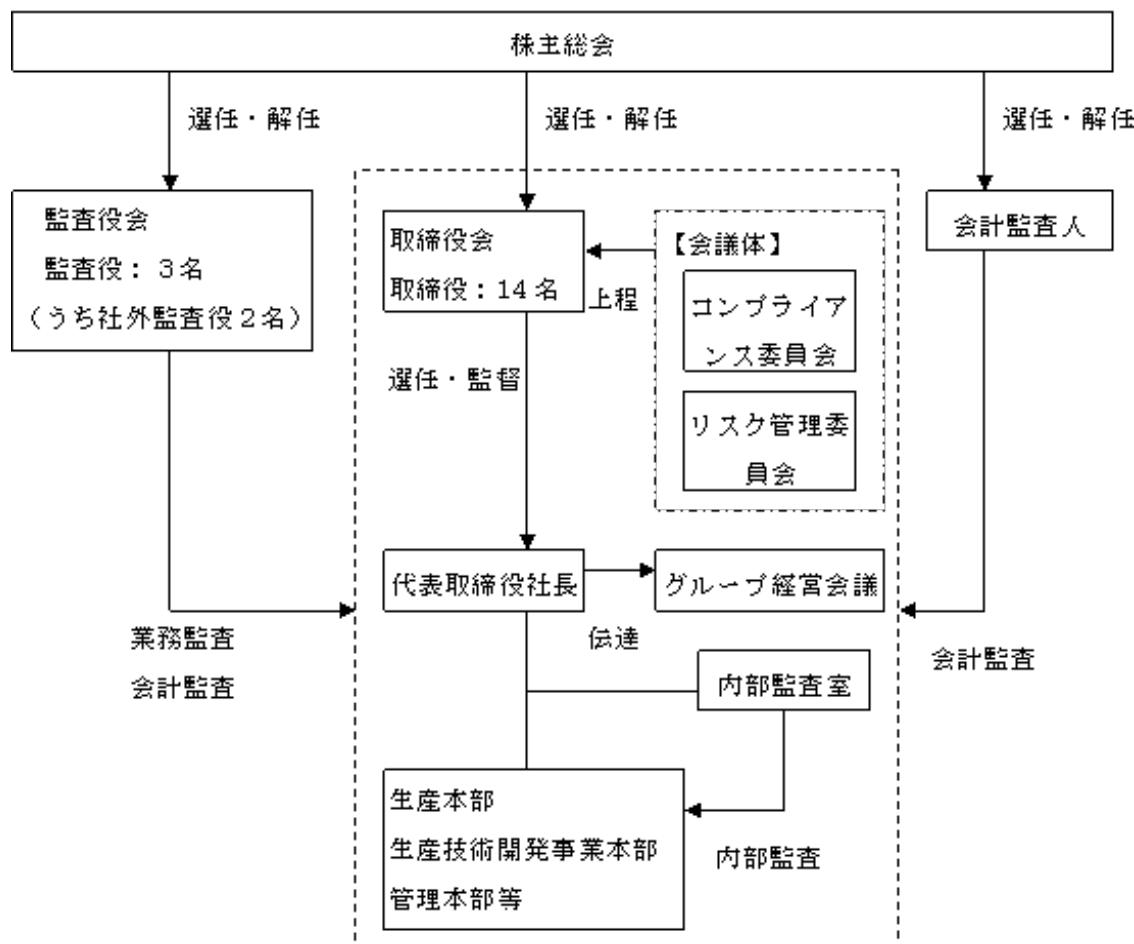 株主総会
選任・解任
選任・解任
選任・解任
監査役会
監査役：３名
（うち社外監査役２名）
取締役会
取締役：14名
上程
【会議体】
コンプライア
ンス委員会
リスク管理委
員会
会計監査人
選任・監督
代表取締役社長
グループ経営会議
伝達
業務監査
会計監査
会計監査
内部監査室
生産本部
生産技術開発事業本部
管理本部等
内部監査